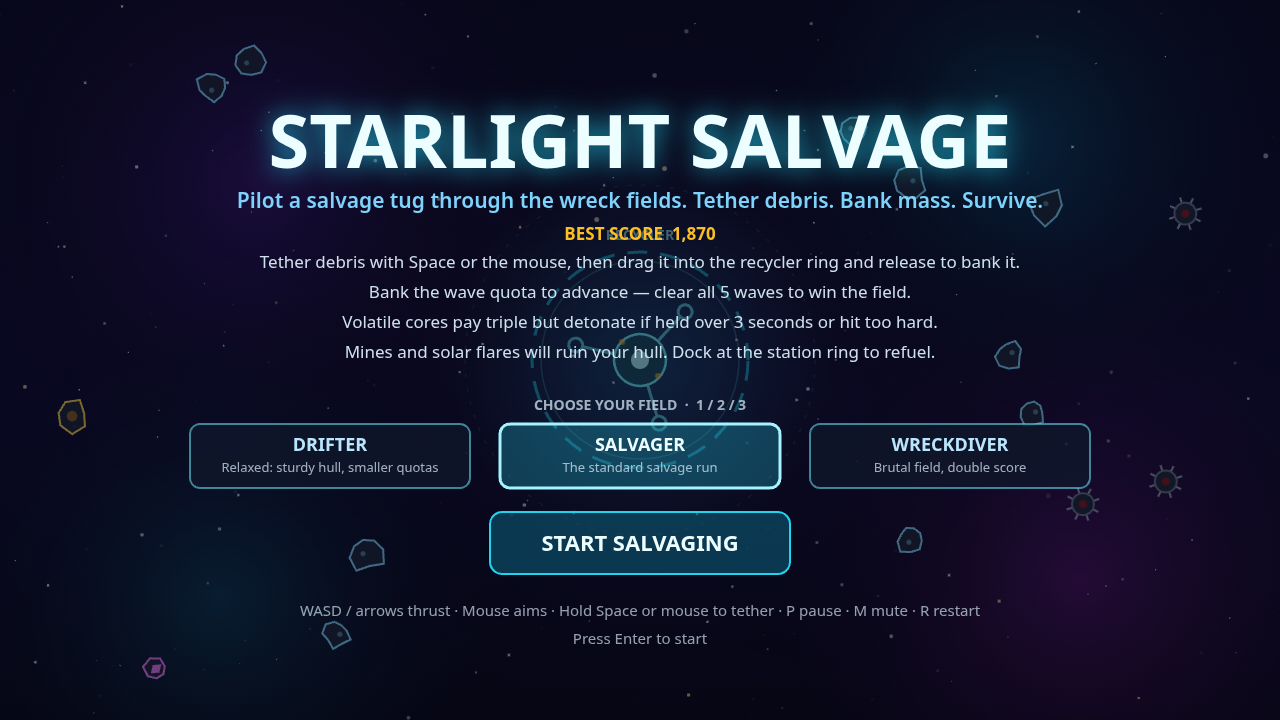 STARLIGHT SALVAGE
Pilot a salvage tug through the wreck fields. Tether debris. Bank mass. Survive.
BEST SCORE 1,870
Tether debris with Space or the mouse, then drag it into the recycler ring and release to bank it.
Bank the wave quota to advance — clear all 5 waves to win the field.
Volatile cores pay triple but detonate if held over 3 seconds or hit too hard.
Mines and solar flares will ruin your hull. Dock at the station ring to refuel.
CHOOSE YOUR FIELD · 1 / 2 / 3
DRIFTER
Relaxed: sturdy hull, smaller quotas
SALVAGER
The standard salvage run
WRECKDIVER
Brutal field, double score
START SALVAGING
WASD / arrows thrust · Mouse aims · Hold Space or mouse to tether · P pause · M mute · R restart
Press Enter to start